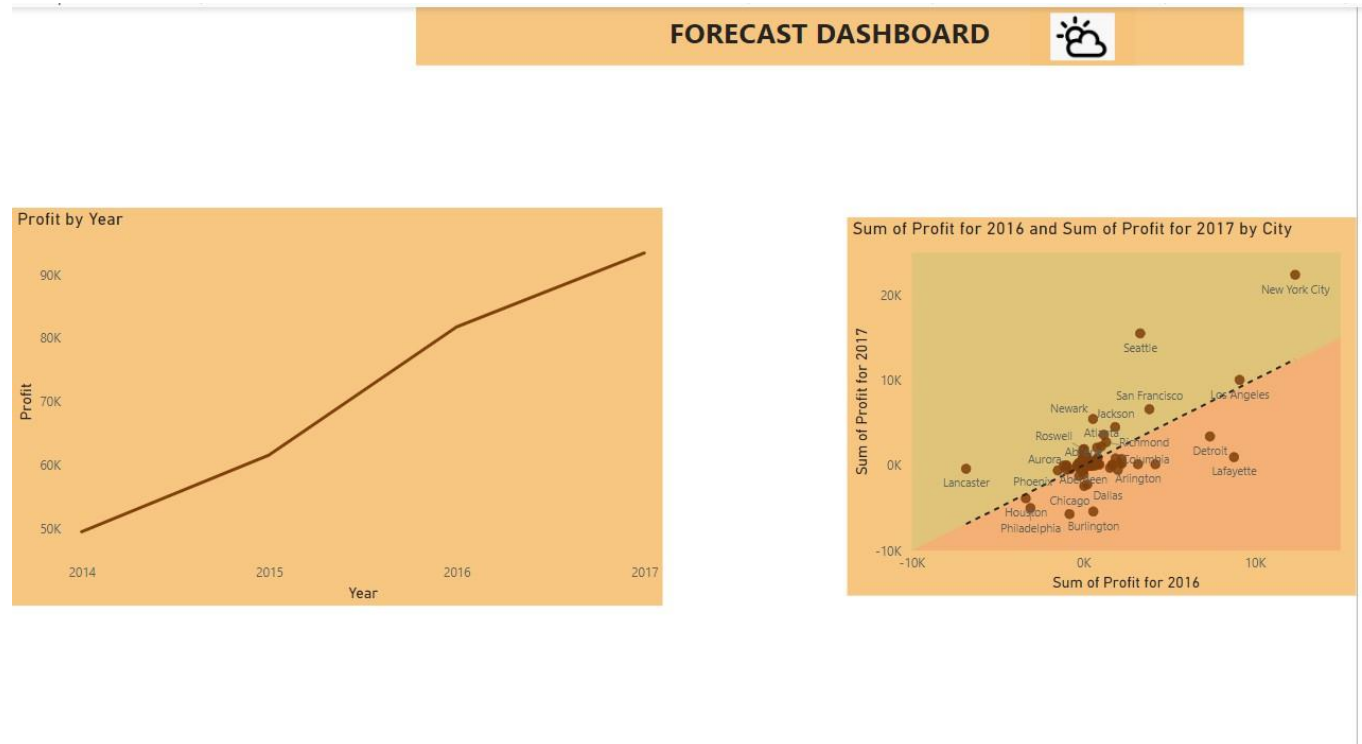 FORECAST DASHBOARD
Profit by Year
90K
80K
70K
60K
50K
Profit
2014
2015
2016
2017
Year
Sum of Profit for 2016 and Sum of Profit for 2017 by City
20K
10K
0K
-10K
Sum of Profit for 2017
New York City
Seattle
Los Angeles
San Francisco
Newark
Jackson
Roswell
Atlanta
Richmond
Aurora
Columbia
Detroit
Lafayette
Lancaster
Phoenix
Aberdeen
Arlington
Chicago
Dallas
Houston
Philadelphia
Burlington
-10K
0K
10K
Sum of Profit for 2016